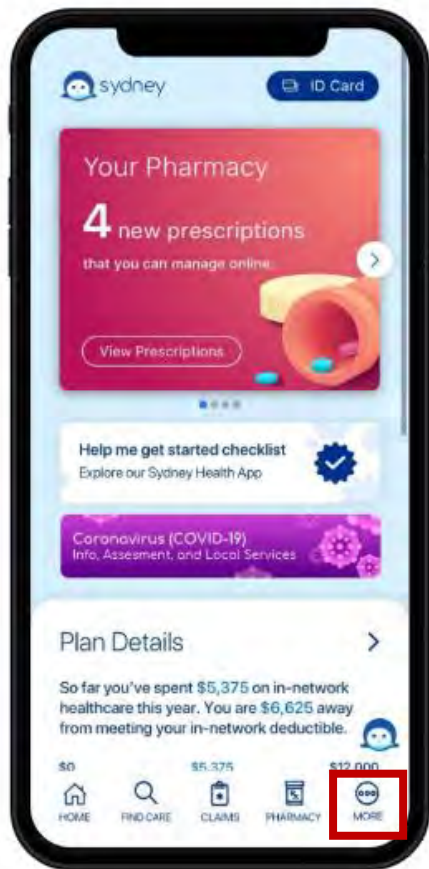 sydney
ID Card
Your Pharmacy
4 new prescriptions
that you can manage online.
View Prescriptions
Help me get started checklist
Explore our Sydney Health App
Coronavirus (COVID-19)
Info, Assesment, and Local Services
Plan Details
So far you've spent $5,375 on in-network
healthcare this year. You are $6,625 away
from meeting your in-network deductible.
$0 $5,375 $12,000
HOME FIND CARE CLAIMS PHARMACY MORE